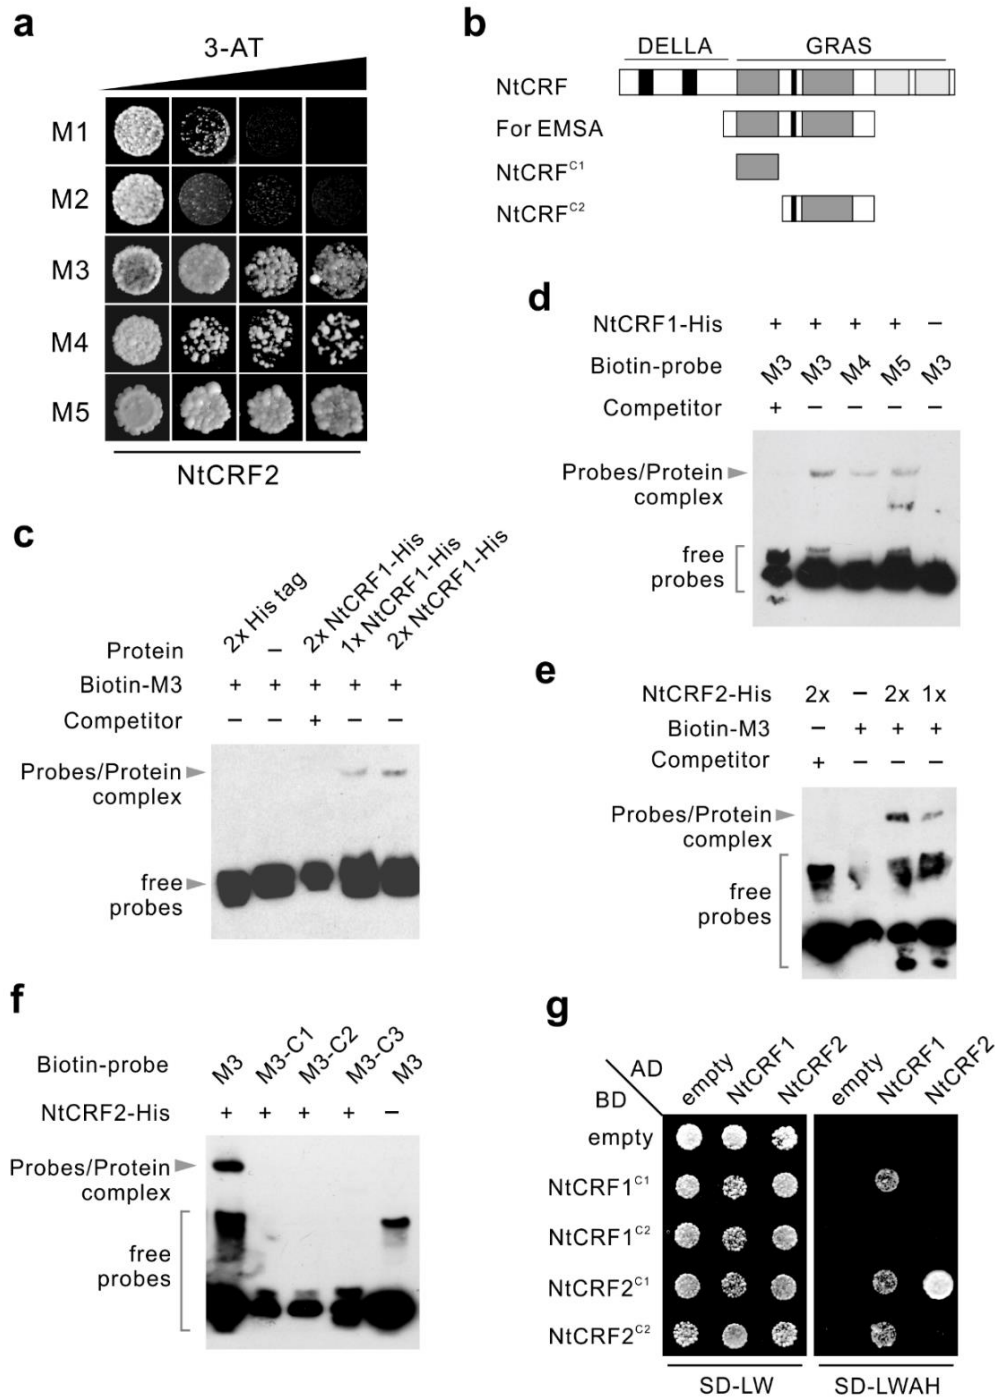 a
3-AT
M1
M2
M3
M4
M5
NtCRF2
b
DELLA GRAS
NtCRF
For EMSA
NtCRF^C1
NtCRF^C2
c
Protein 2x His tag – 2x NtCRF1-His 1x NtCRF1-His 2x NtCRF1-His
Biotin-M3 + + + + +
Competitor – – + – –
Probes/Protein
complex
free
probes
d
NtCRF1-His + + + + –
Biotin-probe M3 M3 M4 M5 M3
Competitor + – – – –
Probes/Protein
complex
free
probes
e
NtCRF2-His 2x – 2x 1x
Biotin-M3 – + + +
Competitor + – – –
Probes/Protein
complex
free
probes
f
Biotin-probe M3 M3-C1 M3-C2 M3-C3 M3
NtCRF2-His + + + + –
Probes/Protein
complex
free
probes
g
AD empty NtCRF1 NtCRF2 empty NtCRF1 NtCRF2
BD
empty
NtCRF1^C1
NtCRF1^C2
NtCRF2^C1
NtCRF2^C2
SD-LW SD-LWAH